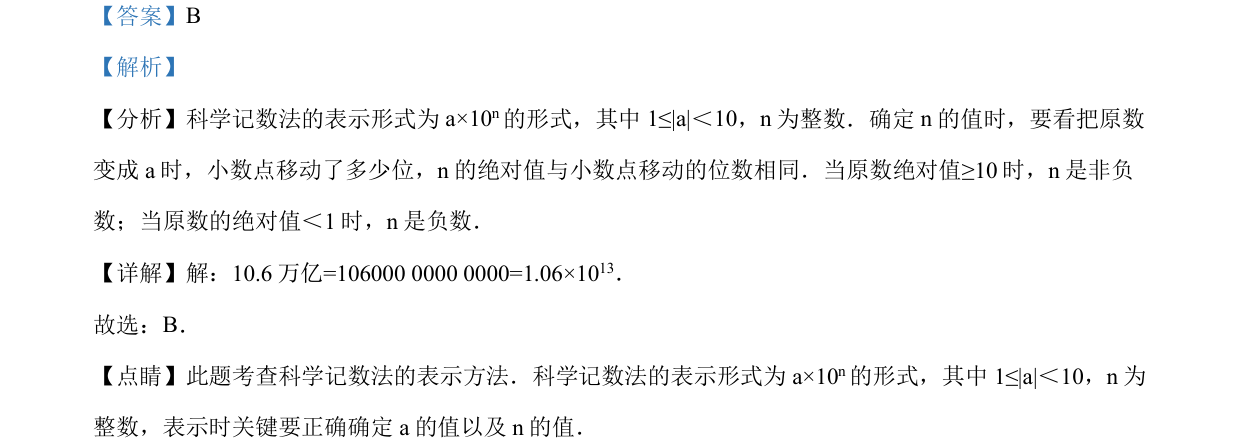 【答案】B
【解析】
【分析】科学记数法的表示形式为 a×10ⁿ 的形式，其中 1≤|a|＜10，n 为整数．确定 n 的值时，要看把原数
变成 a 时，小数点移动了多少位，n 的绝对值与小数点移动的位数相同．当原数绝对值≥10 时，n 是非负
数；当原数的绝对值＜1 时，n 是负数．
【详解】解：10.6 万亿=106000 0000 0000=1.06×10¹³．
故选：B．
【点睛】此题考查科学记数法的表示方法．科学记数法的表示形式为 a×10ⁿ 的形式，其中 1≤|a|＜10，n 为
整数，表示时关键要正确确定 a 的值以及 n 的值．